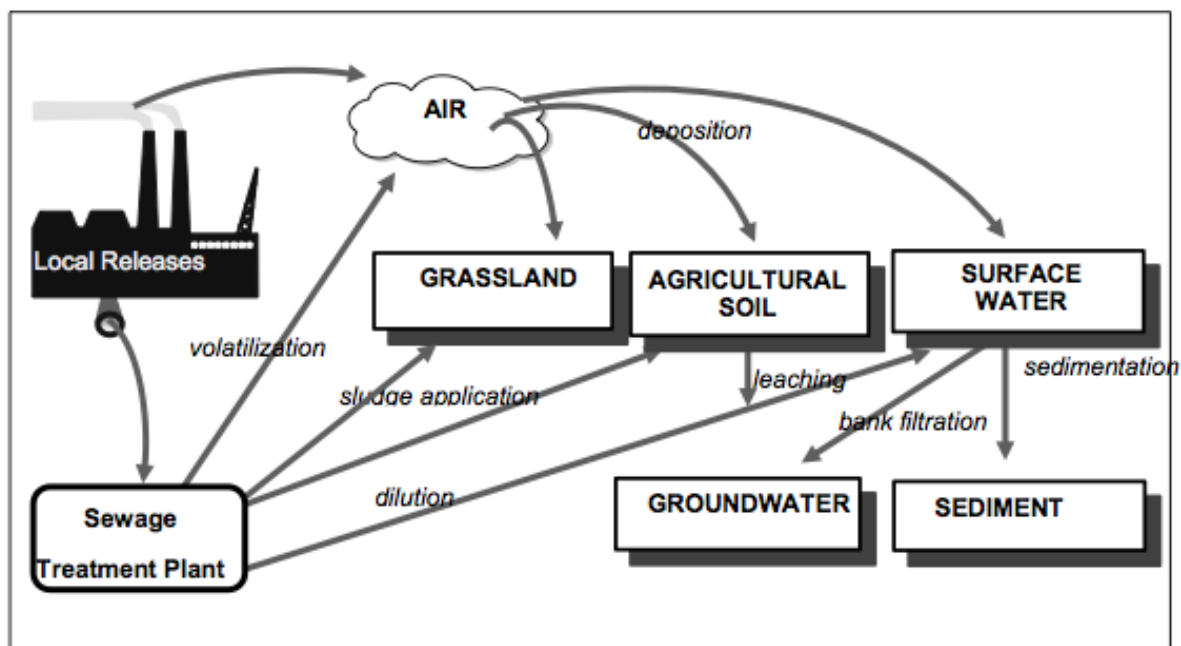 AIR
deposition
Local Releases
GRASSLAND
AGRICULTURAL
SOIL
SURFACE
WATER
volatilization
sludge application
leaching
sedimentation
bank filtration
dilution
Sewage
Treatment Plant
GROUNDWATER
SEDIMENT